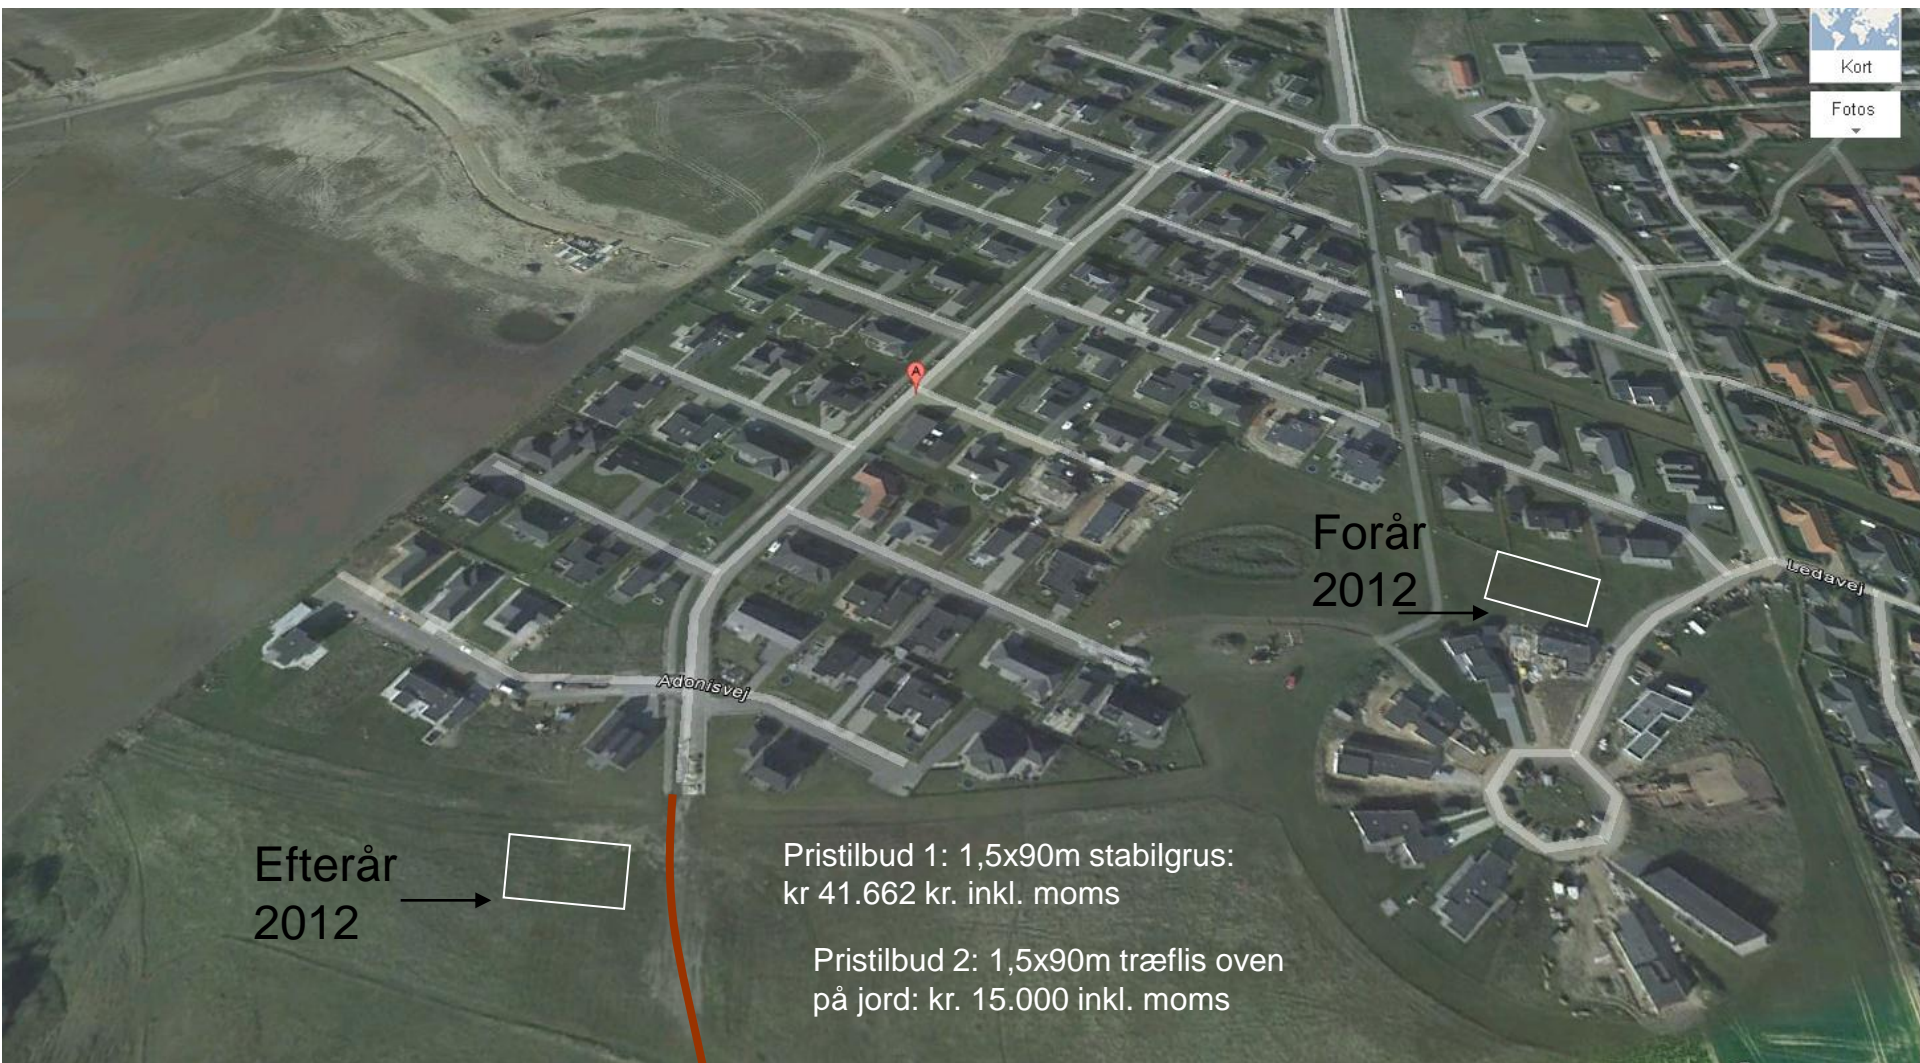 Kort
Fotos
A
Forår
2012
Ledavej
Adonisvej
Efterår
2012
Pristilbud 1: 1,5x90m stabilgrus:
kr 41.662 kr. inkl. moms
Pristilbud 2: 1,5x90m træflis oven
på jord: kr. 15.000 inkl. moms